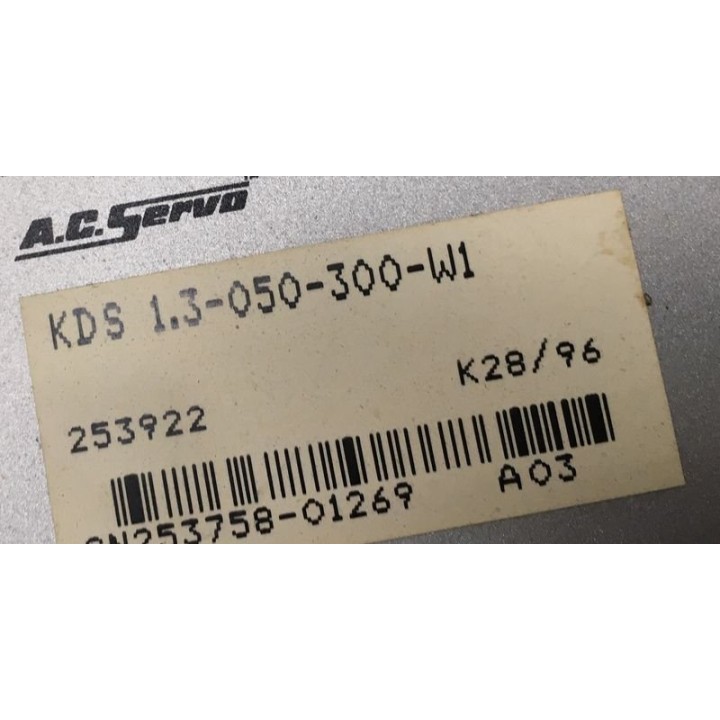 A.C. Servo
KDS 1.3-050-300-W1
K28/96
253922
SN253758-01269 A03